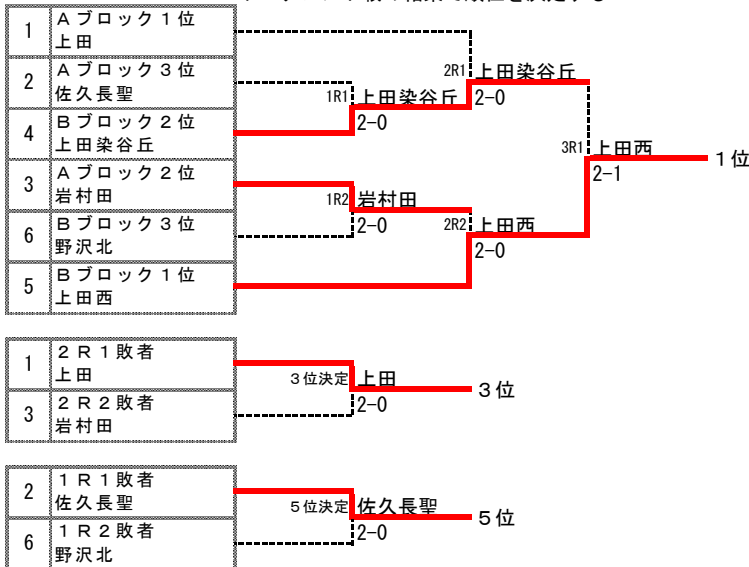 1
Ａブロック１位
上田
2
Ａブロック３位
佐久長聖
4
Ｂブロック２位
上田染谷丘
3
Ａブロック２位
岩村田
6
Ｂブロック３位
野沢北
5
Ｂブロック１位
上田西
1R1 上田染谷丘
2-0
2R1 上田染谷丘
2-0
1R2 岩村田
2-0
2R2 上田西
2-0
3R1 上田西
2-1
１位
1
２Ｒ１敗者
上田
3
２Ｒ２敗者
岩村田
３位決定 上田
2-0
３位
2
１Ｒ１敗者
佐久長聖
6
１Ｒ２敗者
野沢北
５位決定 佐久長聖
2-0
５位